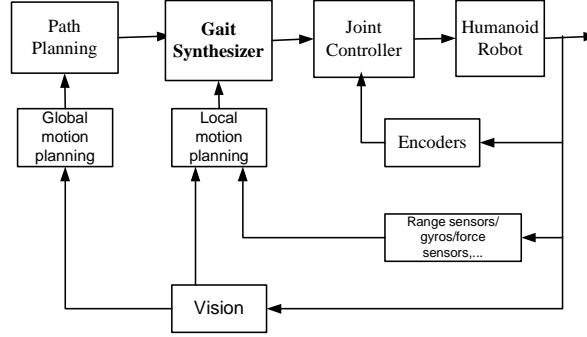 Path
Planning
Gait
Synthesizer
Joint
Controller
Humanoid
Robot
Global
motion
planning
Local
motion
planning
Encoders
Range sensors/
gyros/force
sensors,...
Vision